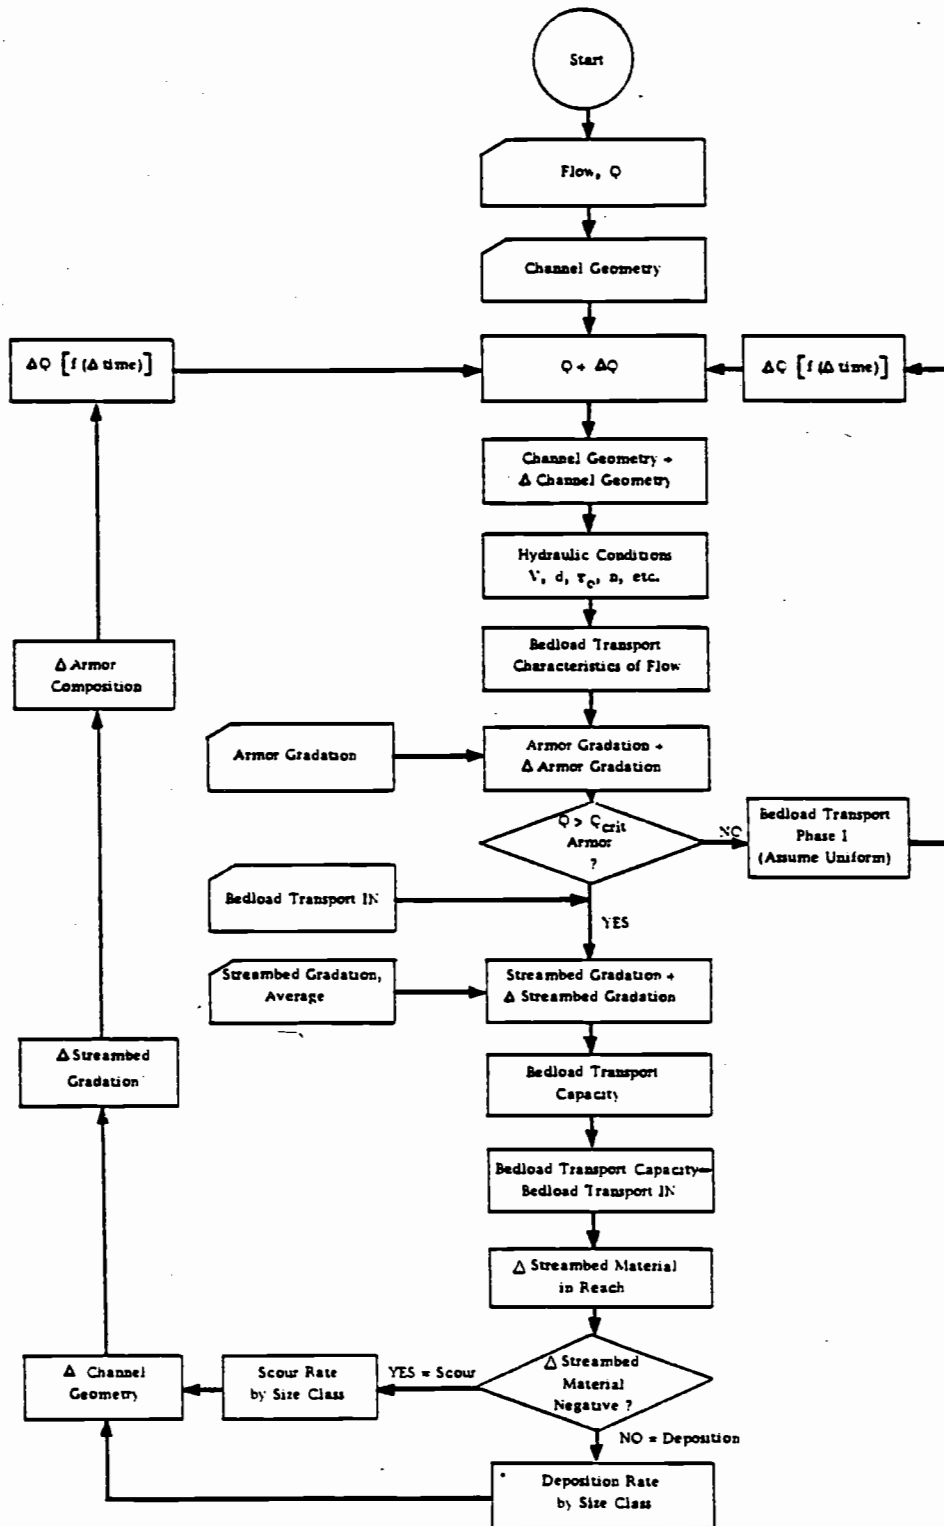 Start
Flow, Q
Channel Geometry
ΔQ [f(Δ time)]
Q + ΔQ
ΔQ [f(Δ time)]
Channel Geometry +
Δ Channel Geometry
Hydraulic Conditions
V, d, τo, n, etc.
Bedload Transport
Characteristics of Flow
Δ Armor
Composition
Armor Gradation
Armor Gradation +
Δ Armor Gradation
Q > Qcrit
Armor
?
NO
Bedload Transport
Phase I
(Assume Uniform)
Bedload Transport IN
YES
Streambed Gradation,
Average
Streambed Gradation +
Δ Streambed Gradation
Δ Streambed
Gradation
Bedload Transport
Capacity
Bedload Transport Capacity—
Bedload Transport IN
Δ Streambed Material
in Reach
Δ Channel
Geometry
Scour Rate
by Size Class
YES = Scour
Δ Streambed
Material
Negative ?
NO = Deposition
Deposition Rate
by Size Class